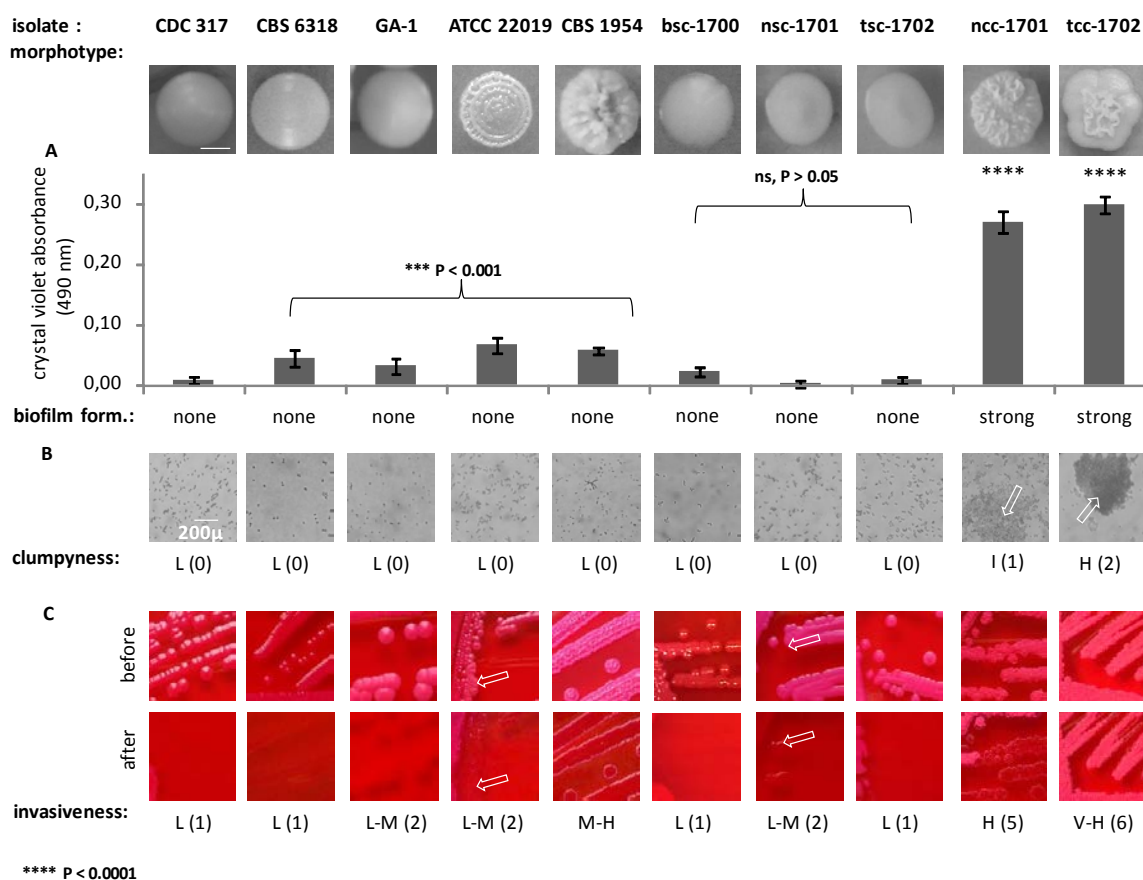 isolate : CDC 317 CBS 6318 GA-1 ATCC 22019 CBS 1954 bsc-1700 nsc-1701 tsc-1702 ncc-1701 tcc-1702
morphotype:
A
crystal violet absorbance
(490 nm)
0,30
0,20
0,10
0,00
*** P < 0.001
ns, P > 0.05
****
****
biofilm form.: none none none none none none none none strong strong
B
200µ
clumpyness: L (0) L (0) L (0) L (0) L (0) L (0) L (0) L (0) I (1) H (2)
C
before
after
invasiveness: L (1) L (1) L-M (2) L-M (2) M-H L (1) L-M (2) L (1) H (5) V-H (6)
**** P < 0.0001